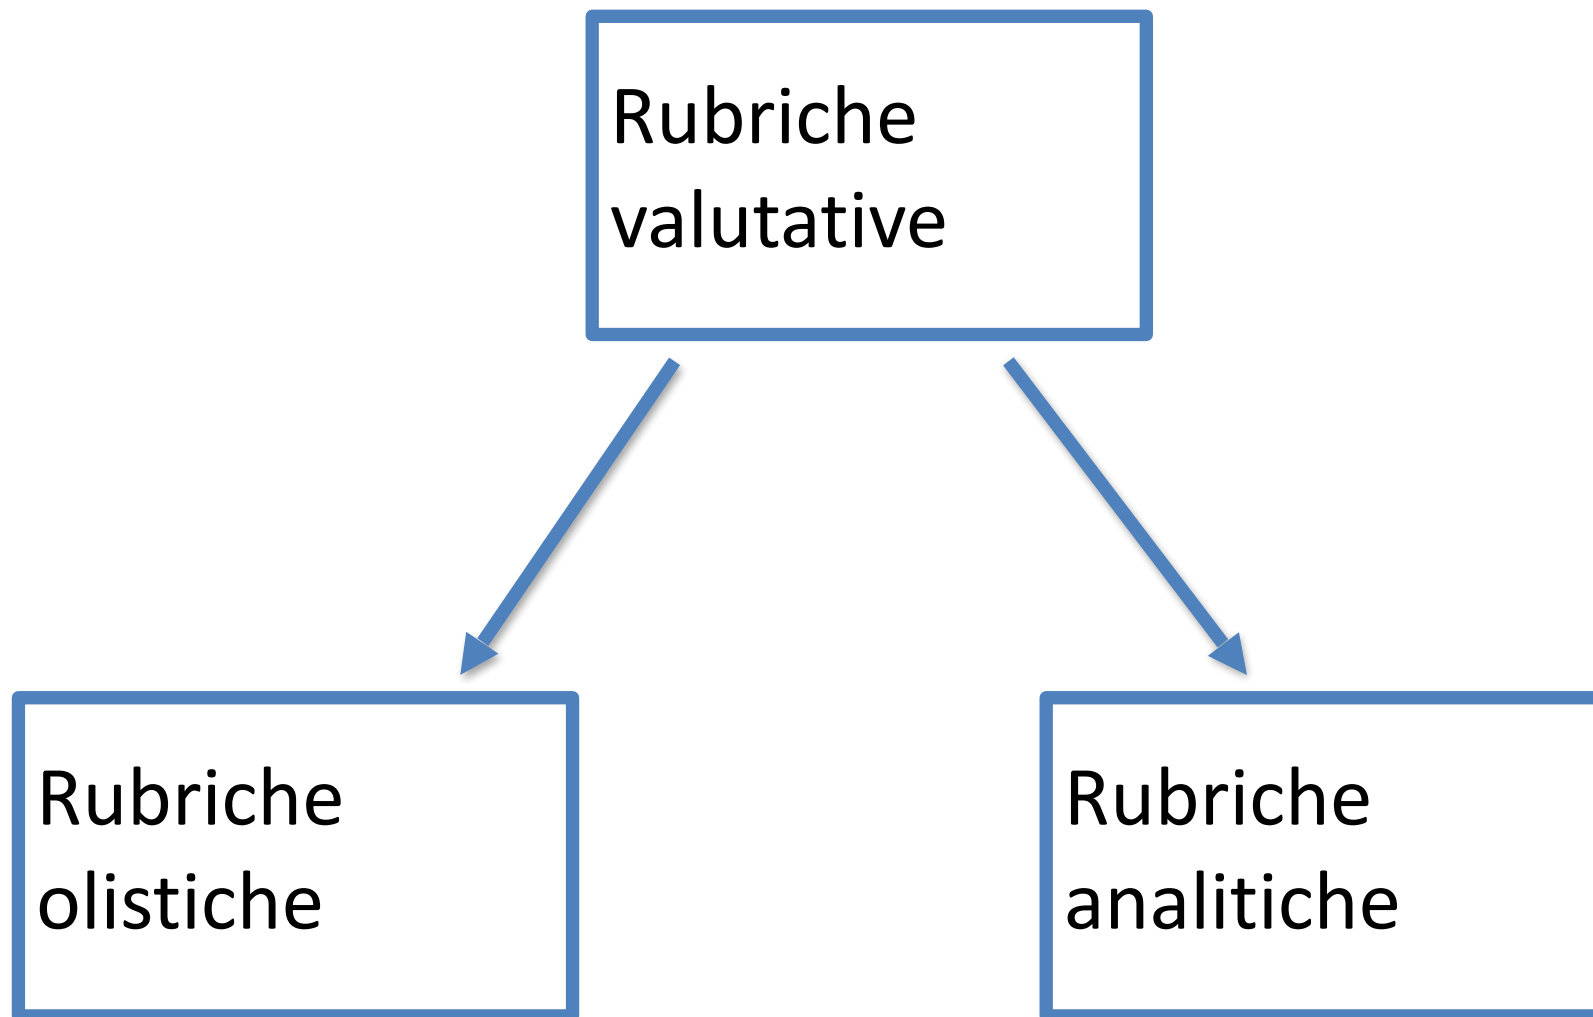 Rubriche
valutative
Rubriche
olistiche
Rubriche
analitiche